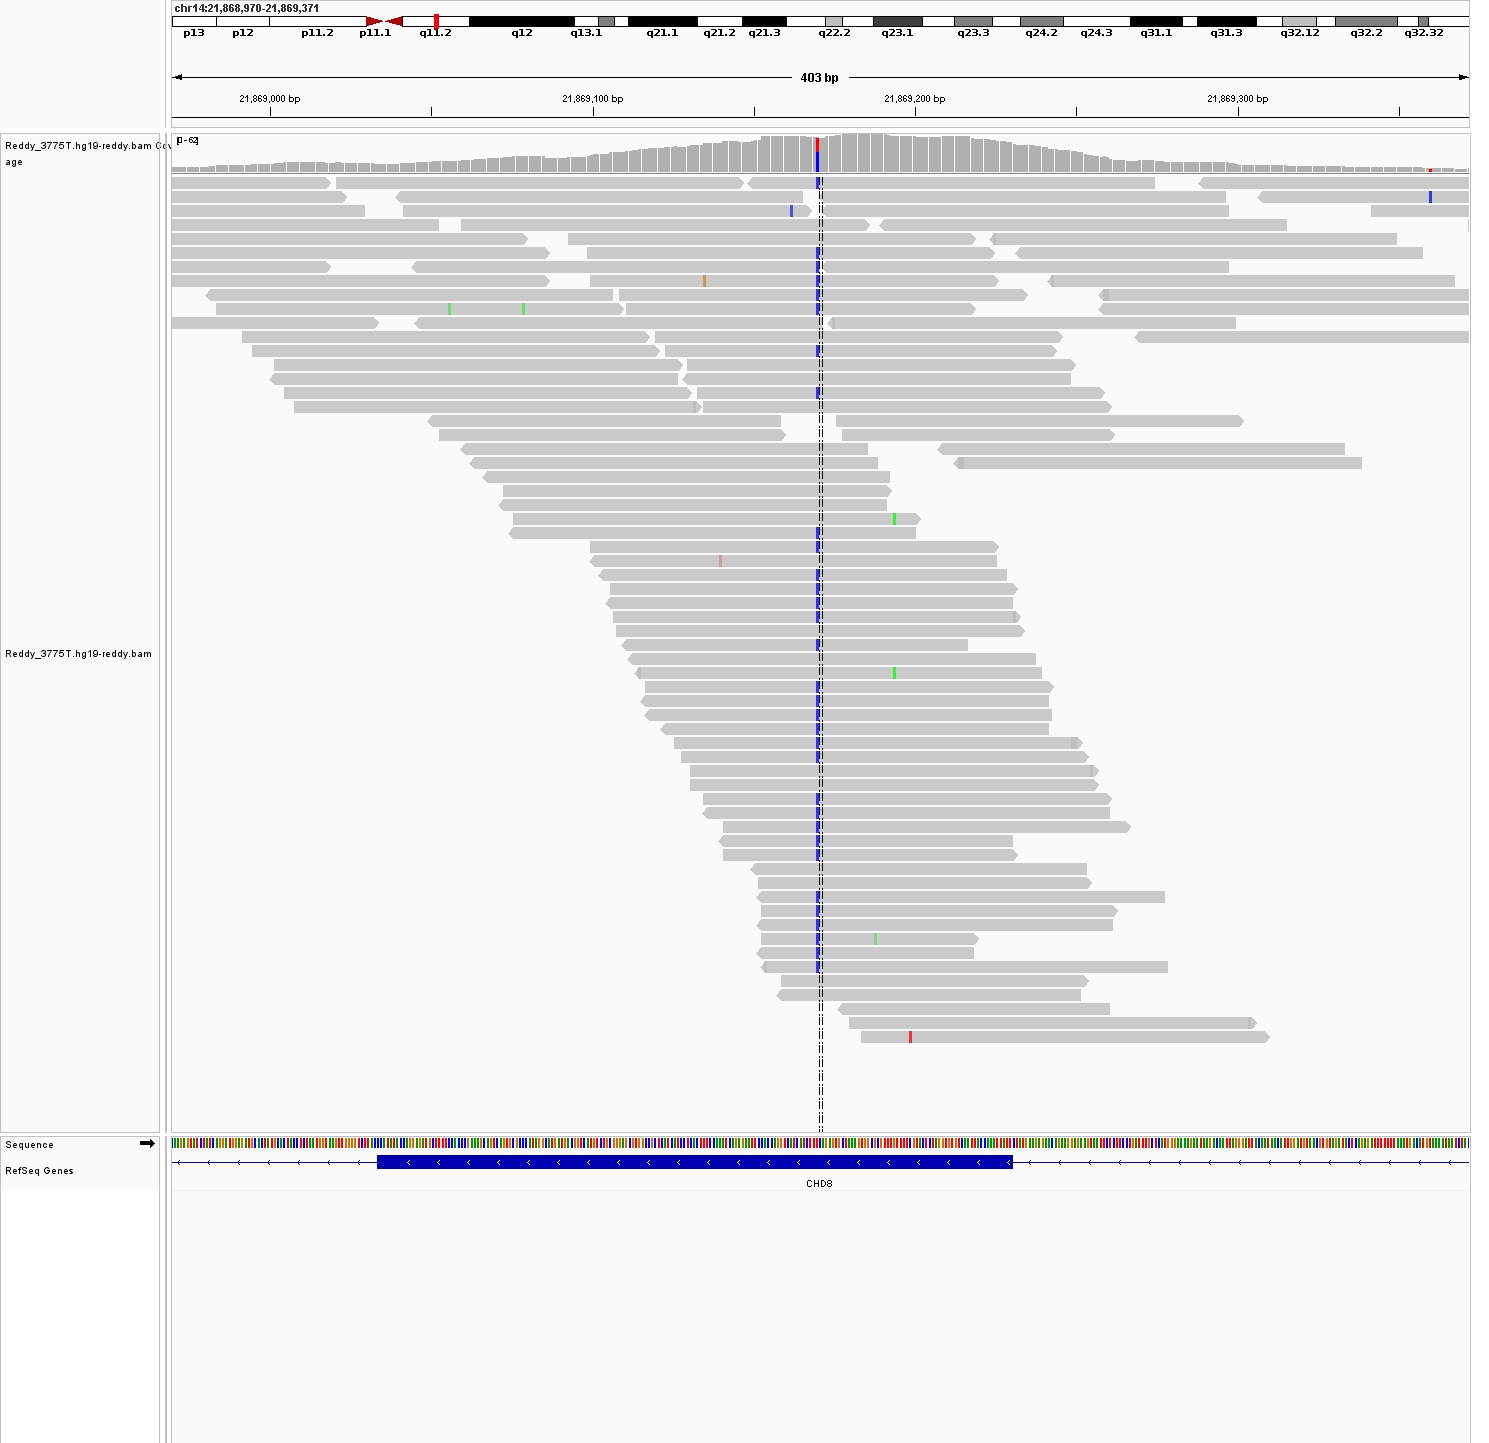 chr14:21,868,970-21,869,371
p13 p12 p11.2 p11.1 q11.2 q12 q13.1 q21.1 q21.2 q21.3 q22.2 q23.1 q23.3 q24.2 q24.3 q31.1 q31.3 q32.12 q32.2 q32.32
403 bp
21,869,000 bp 21,869,100 bp 21,869,200 bp 21,869,300 bp
[0-62]
Reddy_3775T.hg19-reddy.bam Cov
age
Reddy_3775T.hg19-reddy.bam
Sequence
RefSeq Genes
CHD8